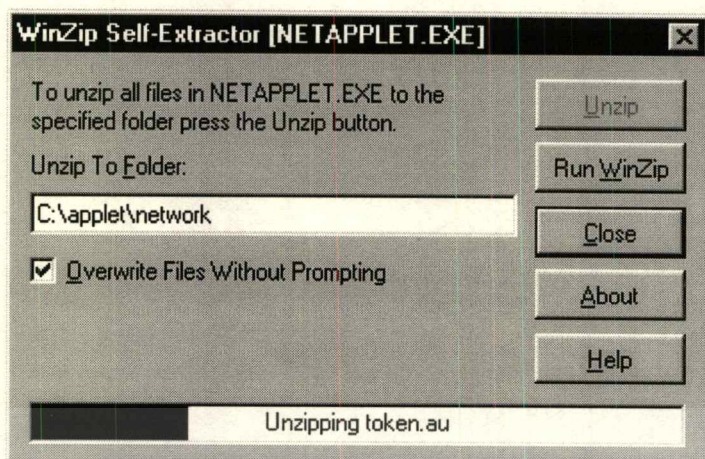 WinZip Self-Extractor [NETAPPLET.EXE]
To unzip all files in NETAPPLET.EXE to the
specified folder press the Unzip button.
Unzip To Folder:
C:\applet\network
Overwrite Files Without Prompting
Unzip
Run WinZip
Close
About
Help
Unzipping token.au